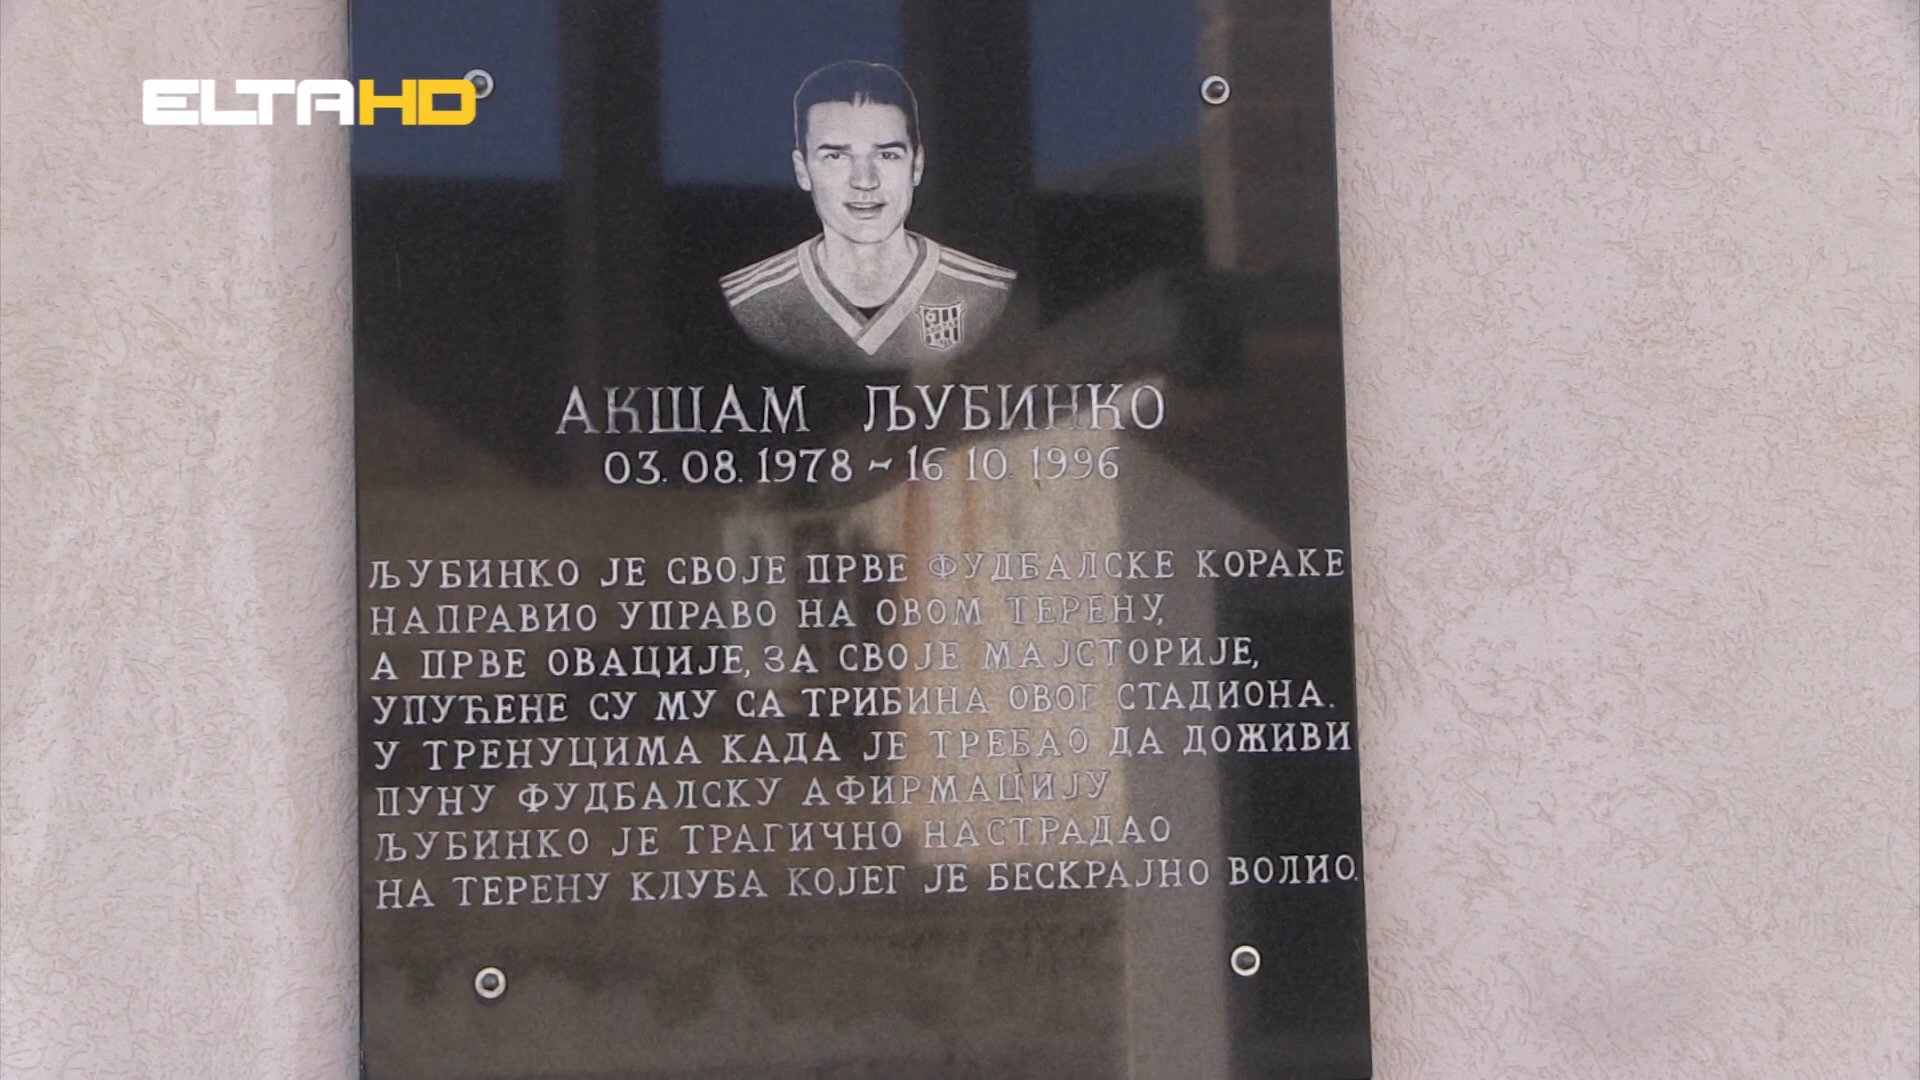 ELTAHD
АКШАМ ЉУБИНКО
03.08.1978 - 16.10.1996
ЉУБИНКО ЈЕ СВОЈЕ ПРВЕ ФУДБАЛСКЕ КОРАКЕ
НАПРАВИО УПРАВО НА ОВОМ ТЕРЕНУ,
А ПРВЕ ОВАЦИЈЕ, ЗА СВОЈЕ МАЈСТОРИЈЕ,
УПУЋЕНЕ СУ МУ СА ТРИБИНА ОВОГ СТАДИОНА.
У ТРЕНУЦИМА КАДА ЈЕ ТРЕБАО ДА ДОЖИВИ
ПУНУ ФУДБАЛСКУ АФИРМАЦИЈУ
ЉУБИНКО ЈЕ ТРАГИЧНО НАСТРАДАО
НА ТЕРЕНУ КЛУБА КОЈЕГ ЈЕ БЕСКРАЈНО ВОЛИО.